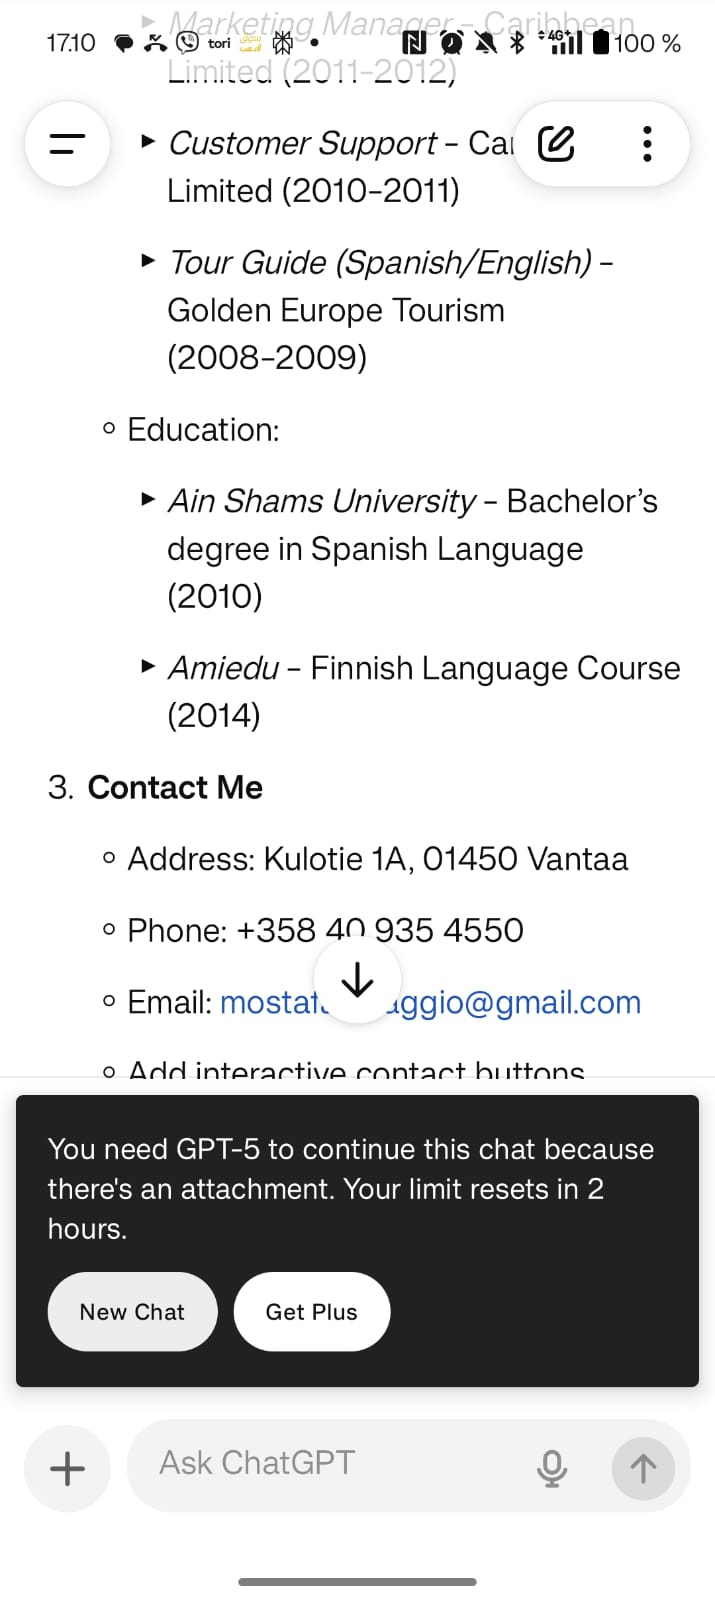 Marketing Manager – Caribbean
17.10 tori 4G+ 100 %
Limited (2011–2012)
▸ Customer Support – Ca
Limited (2010–2011)
▸ Tour Guide (Spanish/English) –
Golden Europe Tourism
(2008–2009)
Education:
▸ Ain Shams University – Bachelor’s
degree in Spanish Language
(2010)
▸ Amiedu – Finnish Language Course
(2014)
3. Contact Me
Address: Kulotie 1A, 01450 Vantaa
Phone: +358 40 935 4550
Email: mostaf aggio@gmail.com
Add interactive contact buttons
You need GPT-5 to continue this chat because
there's an attachment. Your limit resets in 2
hours.
New Chat Get Plus
Ask ChatGPT